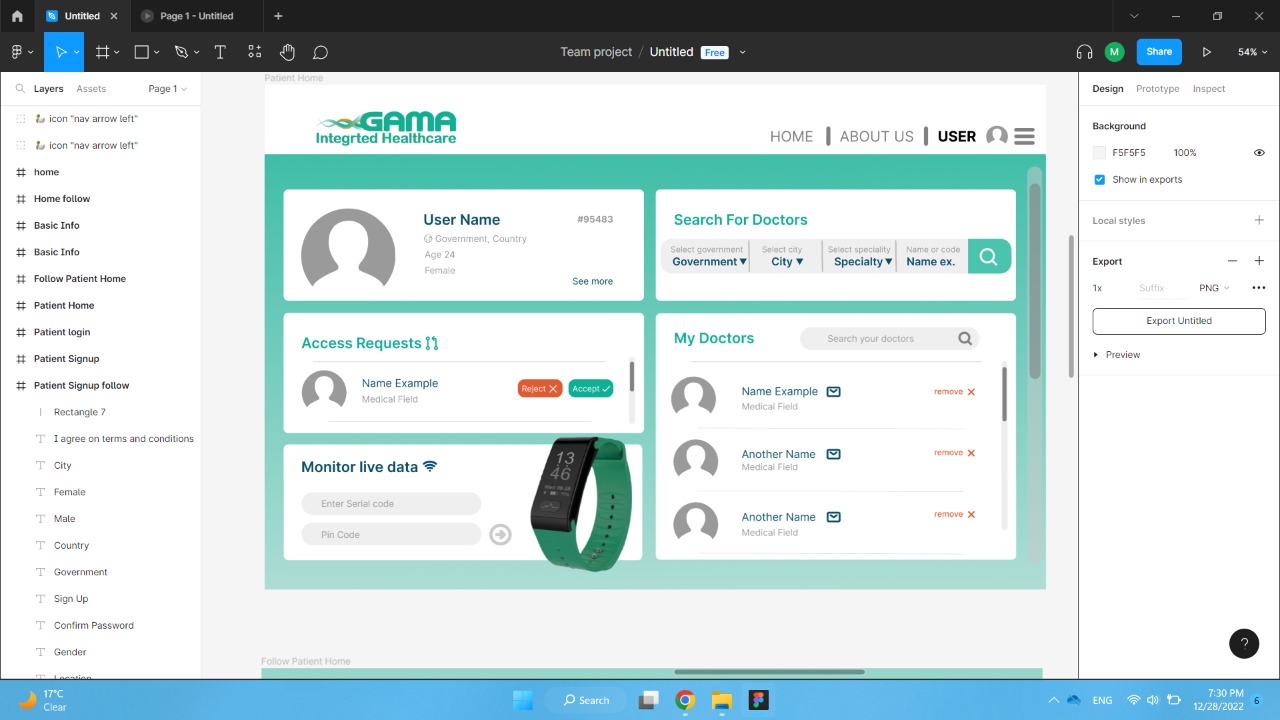 Untitled
Page 1 - Untitled
Team project / Untitled Free
M
Share
54%
Layers
Assets
Page 1
icon "nav arrow left"
icon "nav arrow left"
home
Home follow
Basic Info
Basic Info
Follow Patient Home
Patient Home
Patient login
Patient Signup
Patient Signup follow
Rectangle 7
I agree on terms and conditions
City
Female
Male
Country
Government
Sign Up
Confirm Password
Gender
Location
Patient Home
GAMA
Integrted Healthcare
HOME
ABOUT US
USER
User Name
#95483
Government, Country
Age 24
Female
See more
Search For Doctors
Select government
Government ▼
Select city
City ▼
Select speciality
Specialty ▼
Name or code
Name ex.
Access Requests
Name Example
Medical Field
Reject
Accept
Monitor live data
Enter Serial code
Pin Code
13
46
My Doctors
Search your doctors
Name Example
Medical Field
remove
Another Name
Medical Field
remove
Another Name
Medical Field
remove
Follow Patient Home
Design
Prototype
Inspect
Background
F5F5F5
100%
Show in exports
Local styles
Export
1x
Suffix
PNG
Export Untitled
Preview
?
17°C
Clear
Search
ENG
7:30 PM
12/28/2022
6